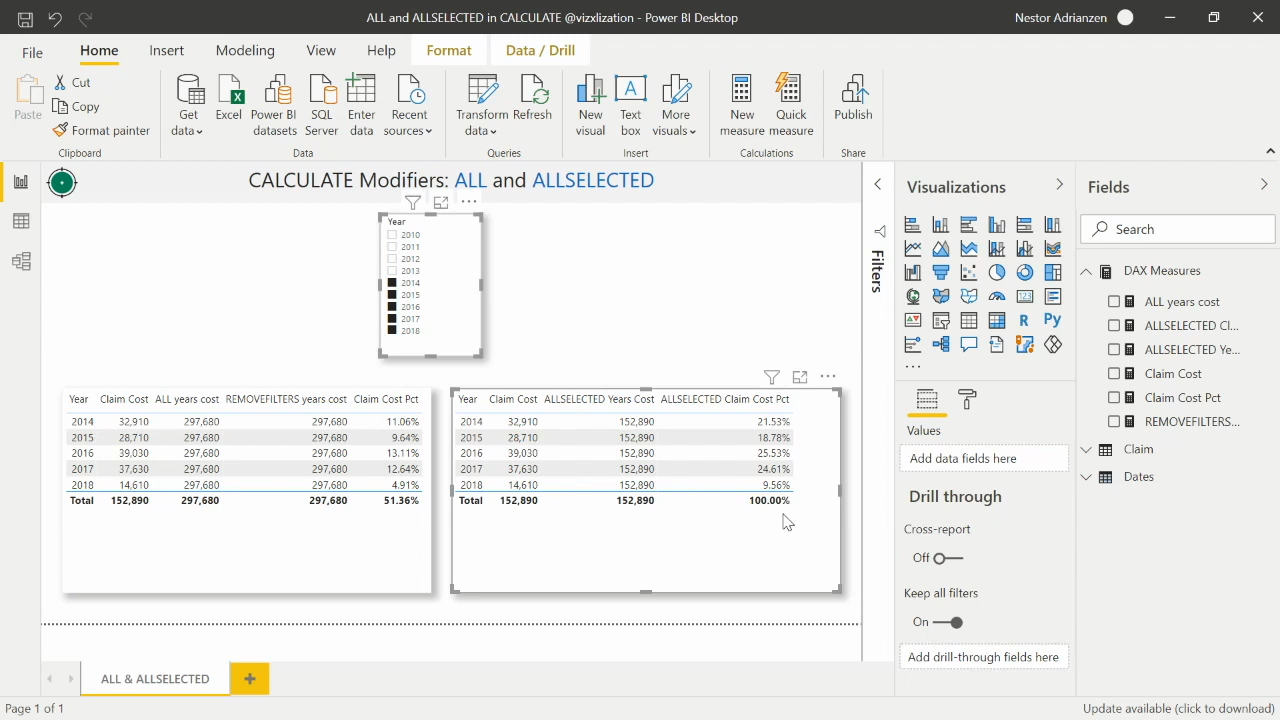 ALL and ALLSELECTED in CALCULATE @vizxlization - Power BI Desktop
Nestor Adrianzen
File
Home
Insert
Modeling
View
Help
Format
Data / Drill
Paste
Cut
Copy
Format painter
Clipboard
Get data
Excel
Power BI datasets
SQL Server
Enter data
Recent sources
Data
Transform data
Refresh
Queries
New visual
Text box
More visuals
Insert
New measure
Quick measure
Calculations
Publish
Share
CALCULATE Modifiers: ALL and ALLSELECTED
Year
2010
2011
2012
2013
2014
2015
2016
2017
2018
Year Claim Cost ALL years cost REMOVEFILTERS years cost Claim Cost Pct
2014 32,910 297,680 297,680 11.06%
2015 28,710 297,680 297,680 9.64%
2016 39,030 297,680 297,680 13.11%
2017 37,630 297,680 297,680 12.64%
2018 14,610 297,680 297,680 4.91%
Total 152,890 297,680 297,680 51.36%
Year Claim Cost ALLSELECTED Years Cost ALLSELECTED Claim Cost Pct
2014 32,910 152,890 21.53%
2015 28,710 152,890 18.78%
2016 39,030 152,890 25.53%
2017 37,630 152,890 24.61%
2018 14,610 152,890 9.56%
Total 152,890 152,890 100.00%
Filters
Visualizations
R
Py
Values
Add data fields here
Drill through
Cross-report
Off
Keep all filters
On
Add drill-through fields here
Fields
Search
DAX Measures
ALL years cost
ALLSELECTED Cl...
ALLSELECTED Ye...
Claim Cost
Claim Cost Pct
REMOVEFILTERS...
Claim
Dates
ALL & ALLSELECTED
Page 1 of 1
Update available (click to download)